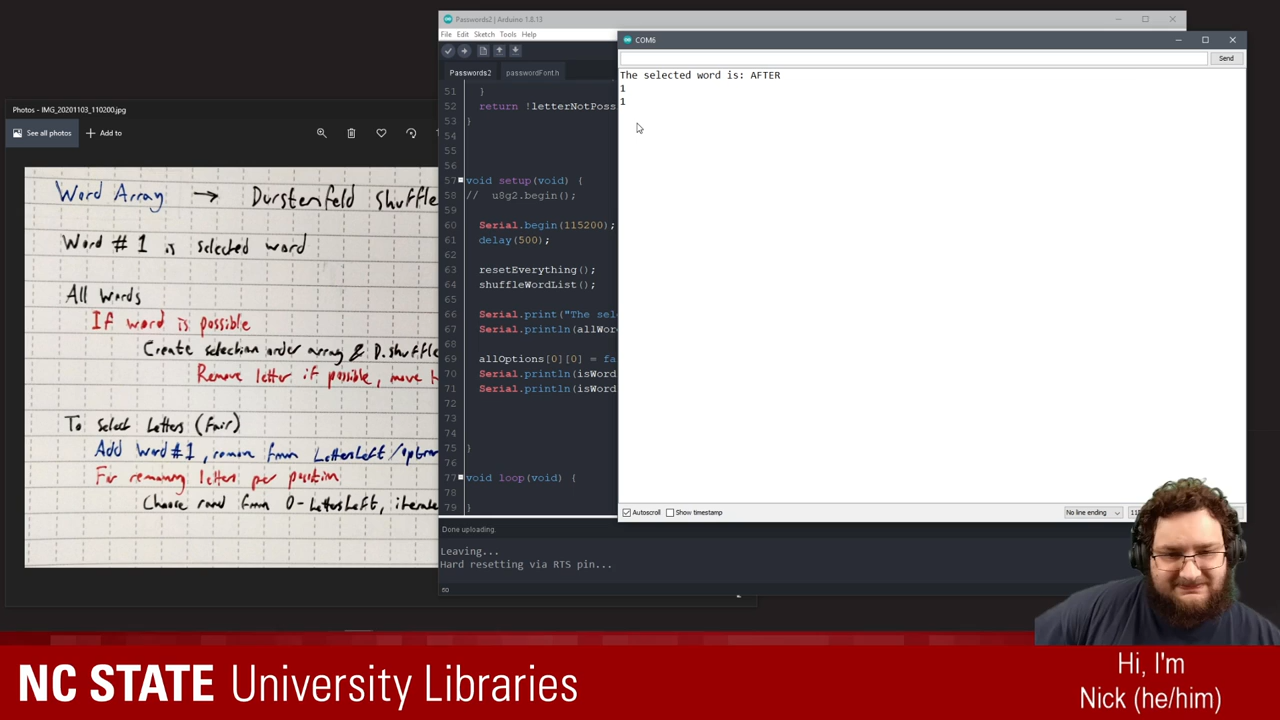 Passwords2 | Arduino 1.8.13
File Edit Sketch Tools Help
Passwords2 passwordFont.h
51 }
52 return !letterNotPoss
53 }
54
55
56
57 void setup(void) {
58 // u8g2.begin();
59
60 Serial.begin(115200);
61 delay(500);
62
63 resetEverything();
64 shuffleWordList();
65
66 Serial.print("The sel
67 Serial.println(allWor
68
69 allOptions[0][0] = fa
70 Serial.println(isWord
71 Serial.println(isWord
72
73
74
75 }
76
77 void loop(void) {
78
79 }
Done uploading.
Leaving...
Hard resetting via RTS pin...
COM6
Send
The selected word is: AFTER
1
1
Autoscroll Show timestamp No line ending
Photos - IMG_20201103_110200.jpg
See all photos Add to
Word Array → Durstenfeld shuffle
Word # 1 is selected word
All Words
If word is possible
Create selection order array & D.shuffle
Remove letter if possible, move
To select letters (Fair)
Add word #1, remove from LettersLeft/option
For remaining letters per position
Choose rand from 0-LettersLeft, iterate
NC STATE University Libraries
Hi, I'm
Nick (he/him)